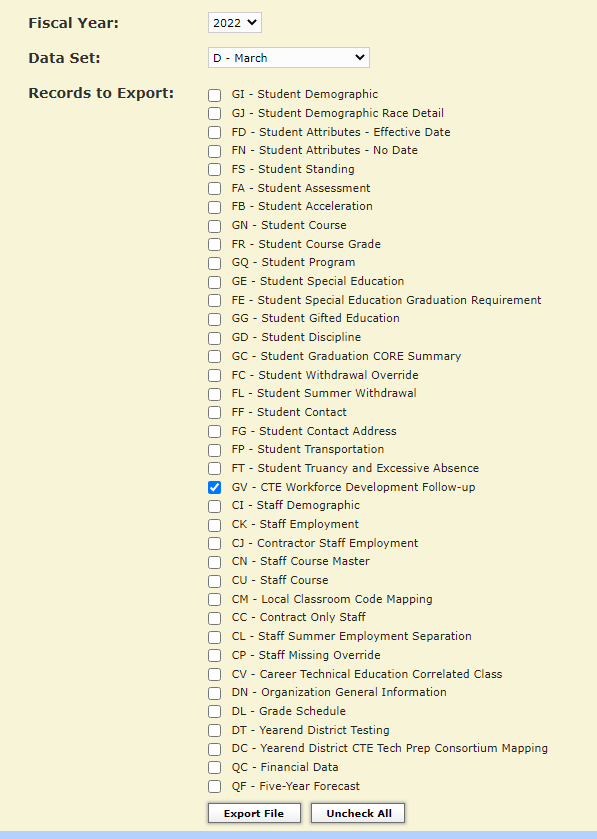 Fiscal Year: 2022
Data Set: D - March
Records to Export: GI - Student Demographic
GJ - Student Demographic Race Detail
FD - Student Attributes - Effective Date
FN - Student Attributes - No Date
FS - Student Standing
FA - Student Assessment
FB - Student Acceleration
GN - Student Course
FR - Student Course Grade
GQ - Student Program
GE - Student Special Education
FE - Student Special Education Graduation Requirement
GG - Student Gifted Education
GD - Student Discipline
GC - Student Graduation CORE Summary
FC - Student Withdrawal Override
FL - Student Summer Withdrawal
FF - Student Contact
FG - Student Contact Address
FP - Student Transportation
FT - Student Truancy and Excessive Absence
GV - CTE Workforce Development Follow-up
CI - Staff Demographic
CK - Staff Employment
CJ - Contractor Staff Employment
CN - Staff Course Master
CU - Staff Course
CM - Local Classroom Code Mapping
CC - Contract Only Staff
CL - Staff Summer Employment Separation
CP - Staff Missing Override
CV - Career Technical Education Correlated Class
DN - Organization General Information
DL - Grade Schedule
DT - Yearend District Testing
DC - Yearend District CTE Tech Prep Consortium Mapping
QC - Financial Data
QF - Five-Year Forecast
Export File Uncheck All